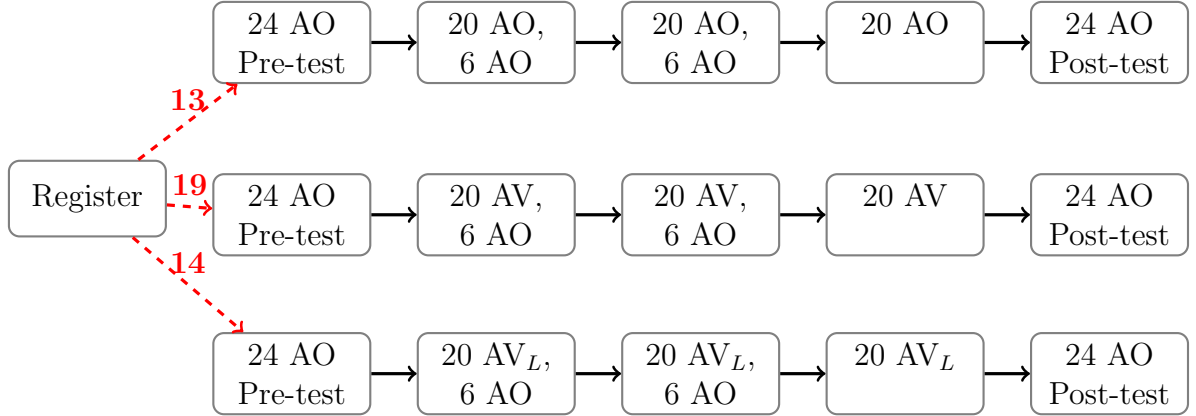 24 AO
Pre-test
20 AO,
6 AO
20 AO,
6 AO
20 AO
24 AO
Post-test
13
Register
19
24 AO
Pre-test
20 AV,
6 AO
20 AV,
6 AO
20 AV
24 AO
Post-test
14
24 AO
Pre-test
20 AV_L,
6 AO
20 AV_L,
6 AO
20 AV_L
24 AO
Post-test